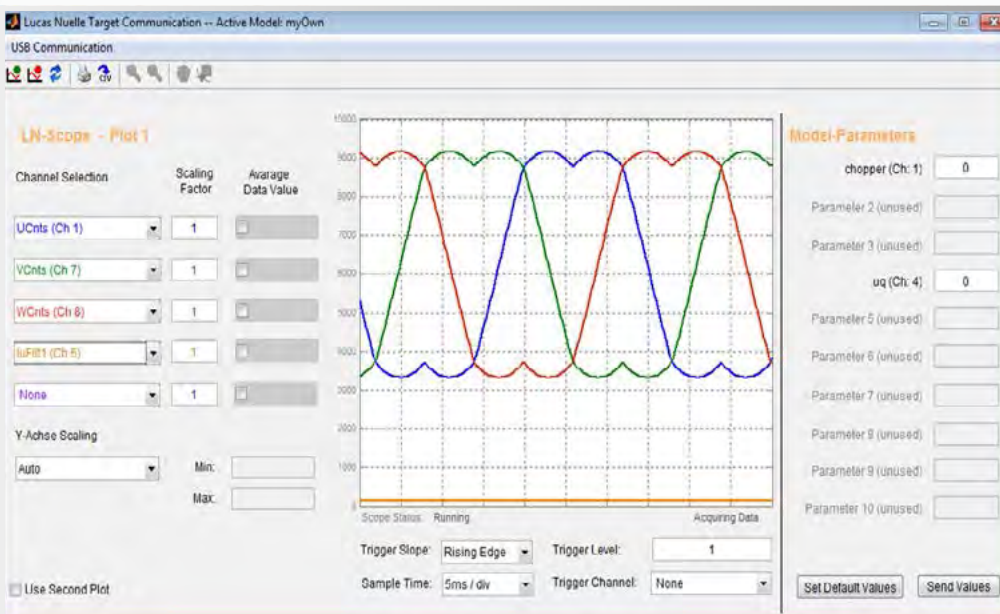 Lucas Nuelle Target Communication -- Active Model: myOwn
USB Communication
csv
LN-Scope - Plot 1
Channel Selection
Scaling Factor
Avarage Data Value
UCnts (Ch 1)
1
VCnts (Ch 7)
1
WCnts (Ch 8)
1
IuFilt1 (Ch 5)
1
None
1
Y-Achse Scaling
Auto
Min:
Max:
Use Second Plot
10000
9000
8000
7000
6000
5000
4000
3000
2000
1000
0
Scope Status: Running
Acquiring Data
Trigger Slope: Rising Edge
Trigger Level: 1
Sample Time: 5ms / div
Trigger Channel: None
Model-Parameters
chopper (Ch: 1) 0
Parameter 2 (unused)
Parameter 3 (unused)
uq (Ch: 4) 0
Parameter 5 (unused)
Parameter 6 (unused)
Parameter 7 (unused)
Parameter 9 (unused)
Parameter 9 (unused)
Parameter 10 (unused)
Set Default Values
Send Values